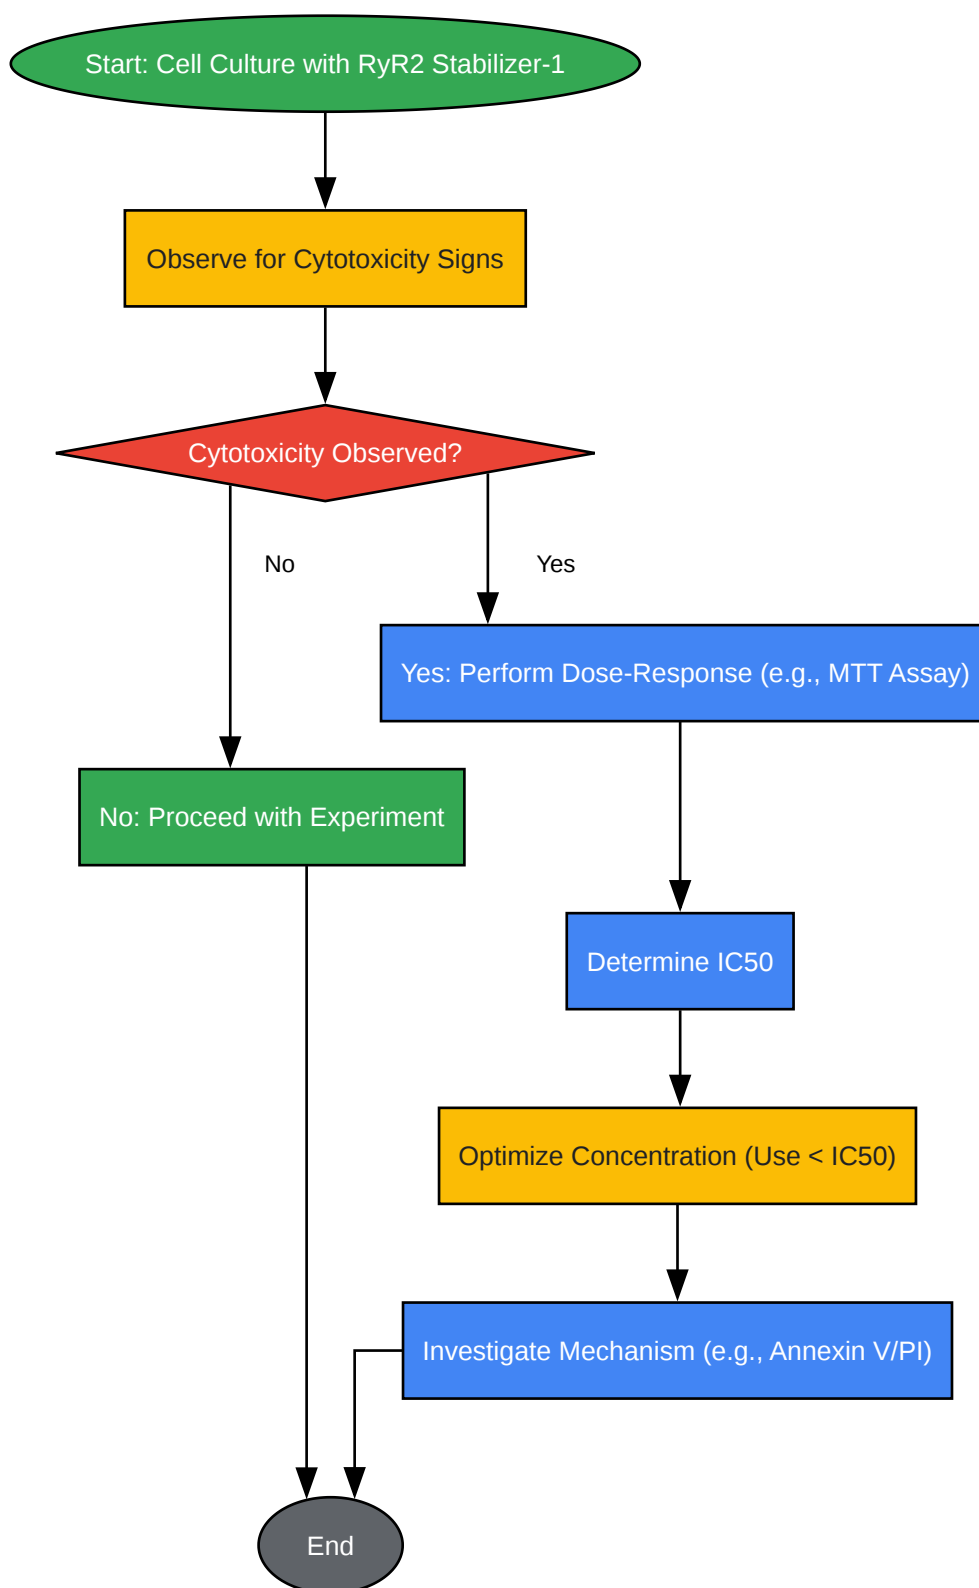 Start: Cell Culture with RyR2 Stabilizer-1
Observe for Cytotoxicity Signs
Cytotoxicity Observed?
No
Yes
Yes: Perform Dose-Response (e.g., MTT Assay)
No: Proceed with Experiment
Determine IC50
Optimize Concentration (Use < IC50)
Investigate Mechanism (e.g., Annexin V/PI)
End